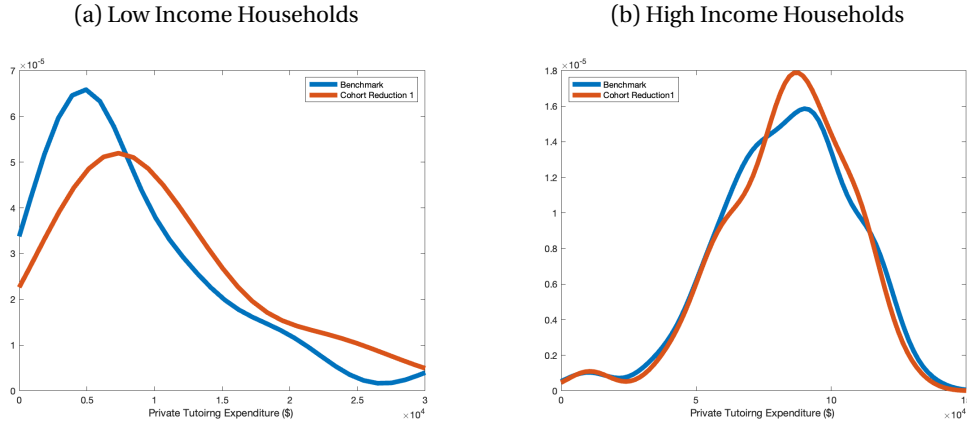 (a) Low Income Households
(b) High Income Households
×10-5
7
6
5
4
3
2
1
0
0 0.5 1 1.5 2 2.5 3
×104
Private Tutoirng Expenditure ($)
Benchmark
Cohort Reduction 1
×10-5
1.8
1.6
1.4
1.2
1
0.8
0.6
0.4
0.2
0
0 5 10 15
×104
Private Tutoirng Expenditure ($)
Benchmark
Cohort Reduction1